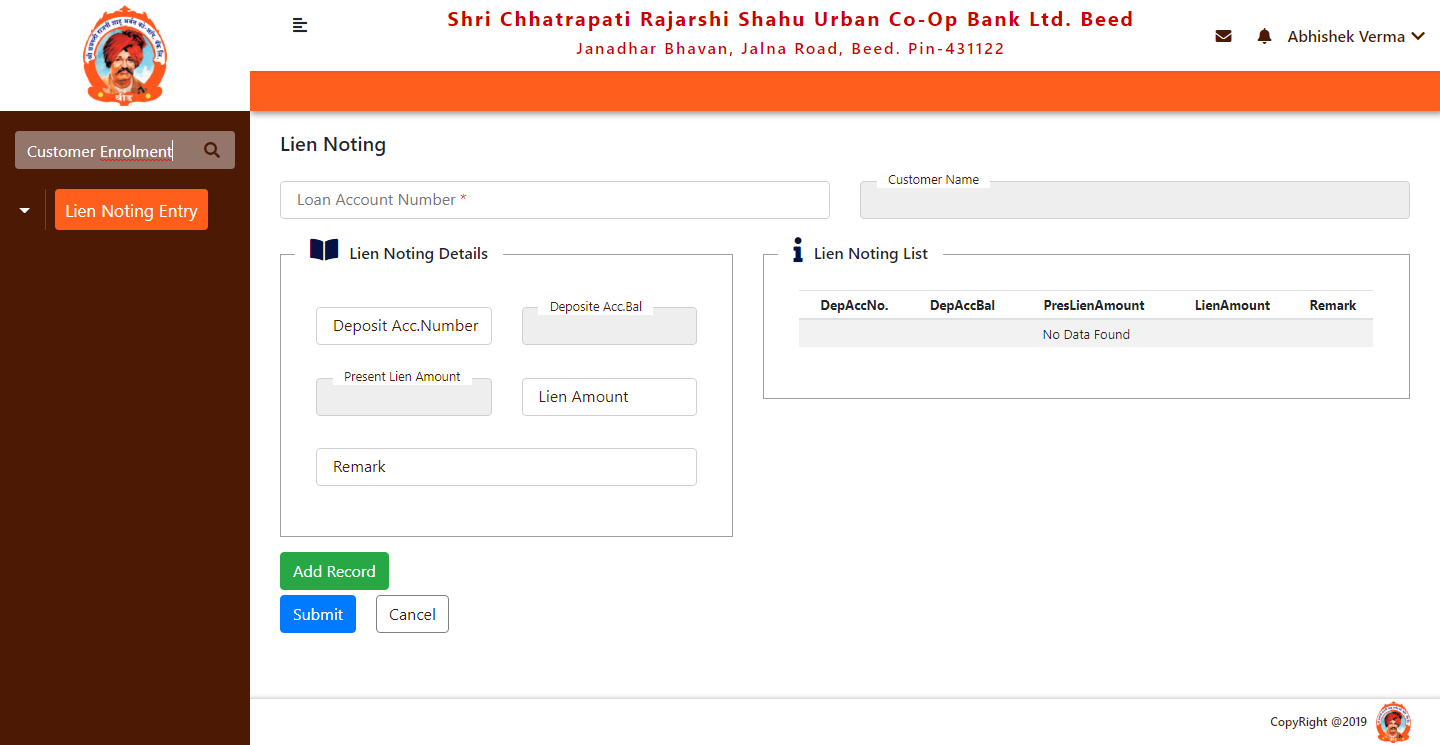 Shri Chhatrapati Rajarshi Shahu Urban Co-Op Bank Ltd. Beed
Janadhar Bhavan, Jalna Road, Beed. Pin-431122
Abhishek Verma
बीड
Customer Enrolment
Lien Noting Entry
Lien Noting
Loan Account Number *
Customer Name
Lien Noting Details
Deposit Acc.Number
Deposite Acc.Bal
Present Lien Amount
Lien Amount
Remark
Lien Noting List
DepAccNo. DepAccBal PresLienAmount LienAmount Remark
No Data Found
Add Record
Submit Cancel
CopyRight @2019